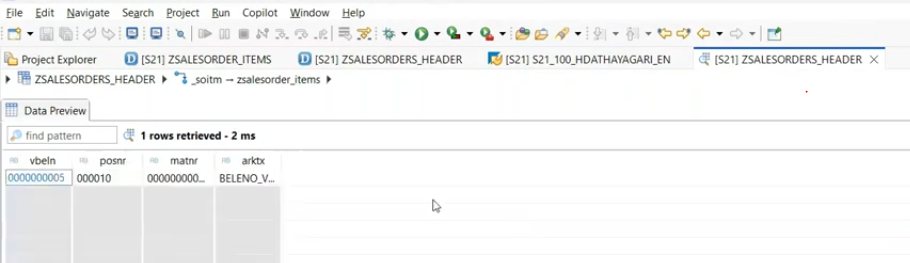 File Edit Navigate Search Project Run Copilot Window Help
Project Explorer [S21] ZSALESORDER_ITEMS [S21] ZSALESORDERS_HEADER [S21] S21_100_HDATHAYAGARI_EN [S21] ZSALESORDERS_HEADER
ZSALESORDERS_HEADER _soitm → zsalesorder_items
Data Preview
find pattern 1 rows retrieved - 2 ms
vbeln posnr matnr arktx
0000000005 000010 000000000... BELENO_V...